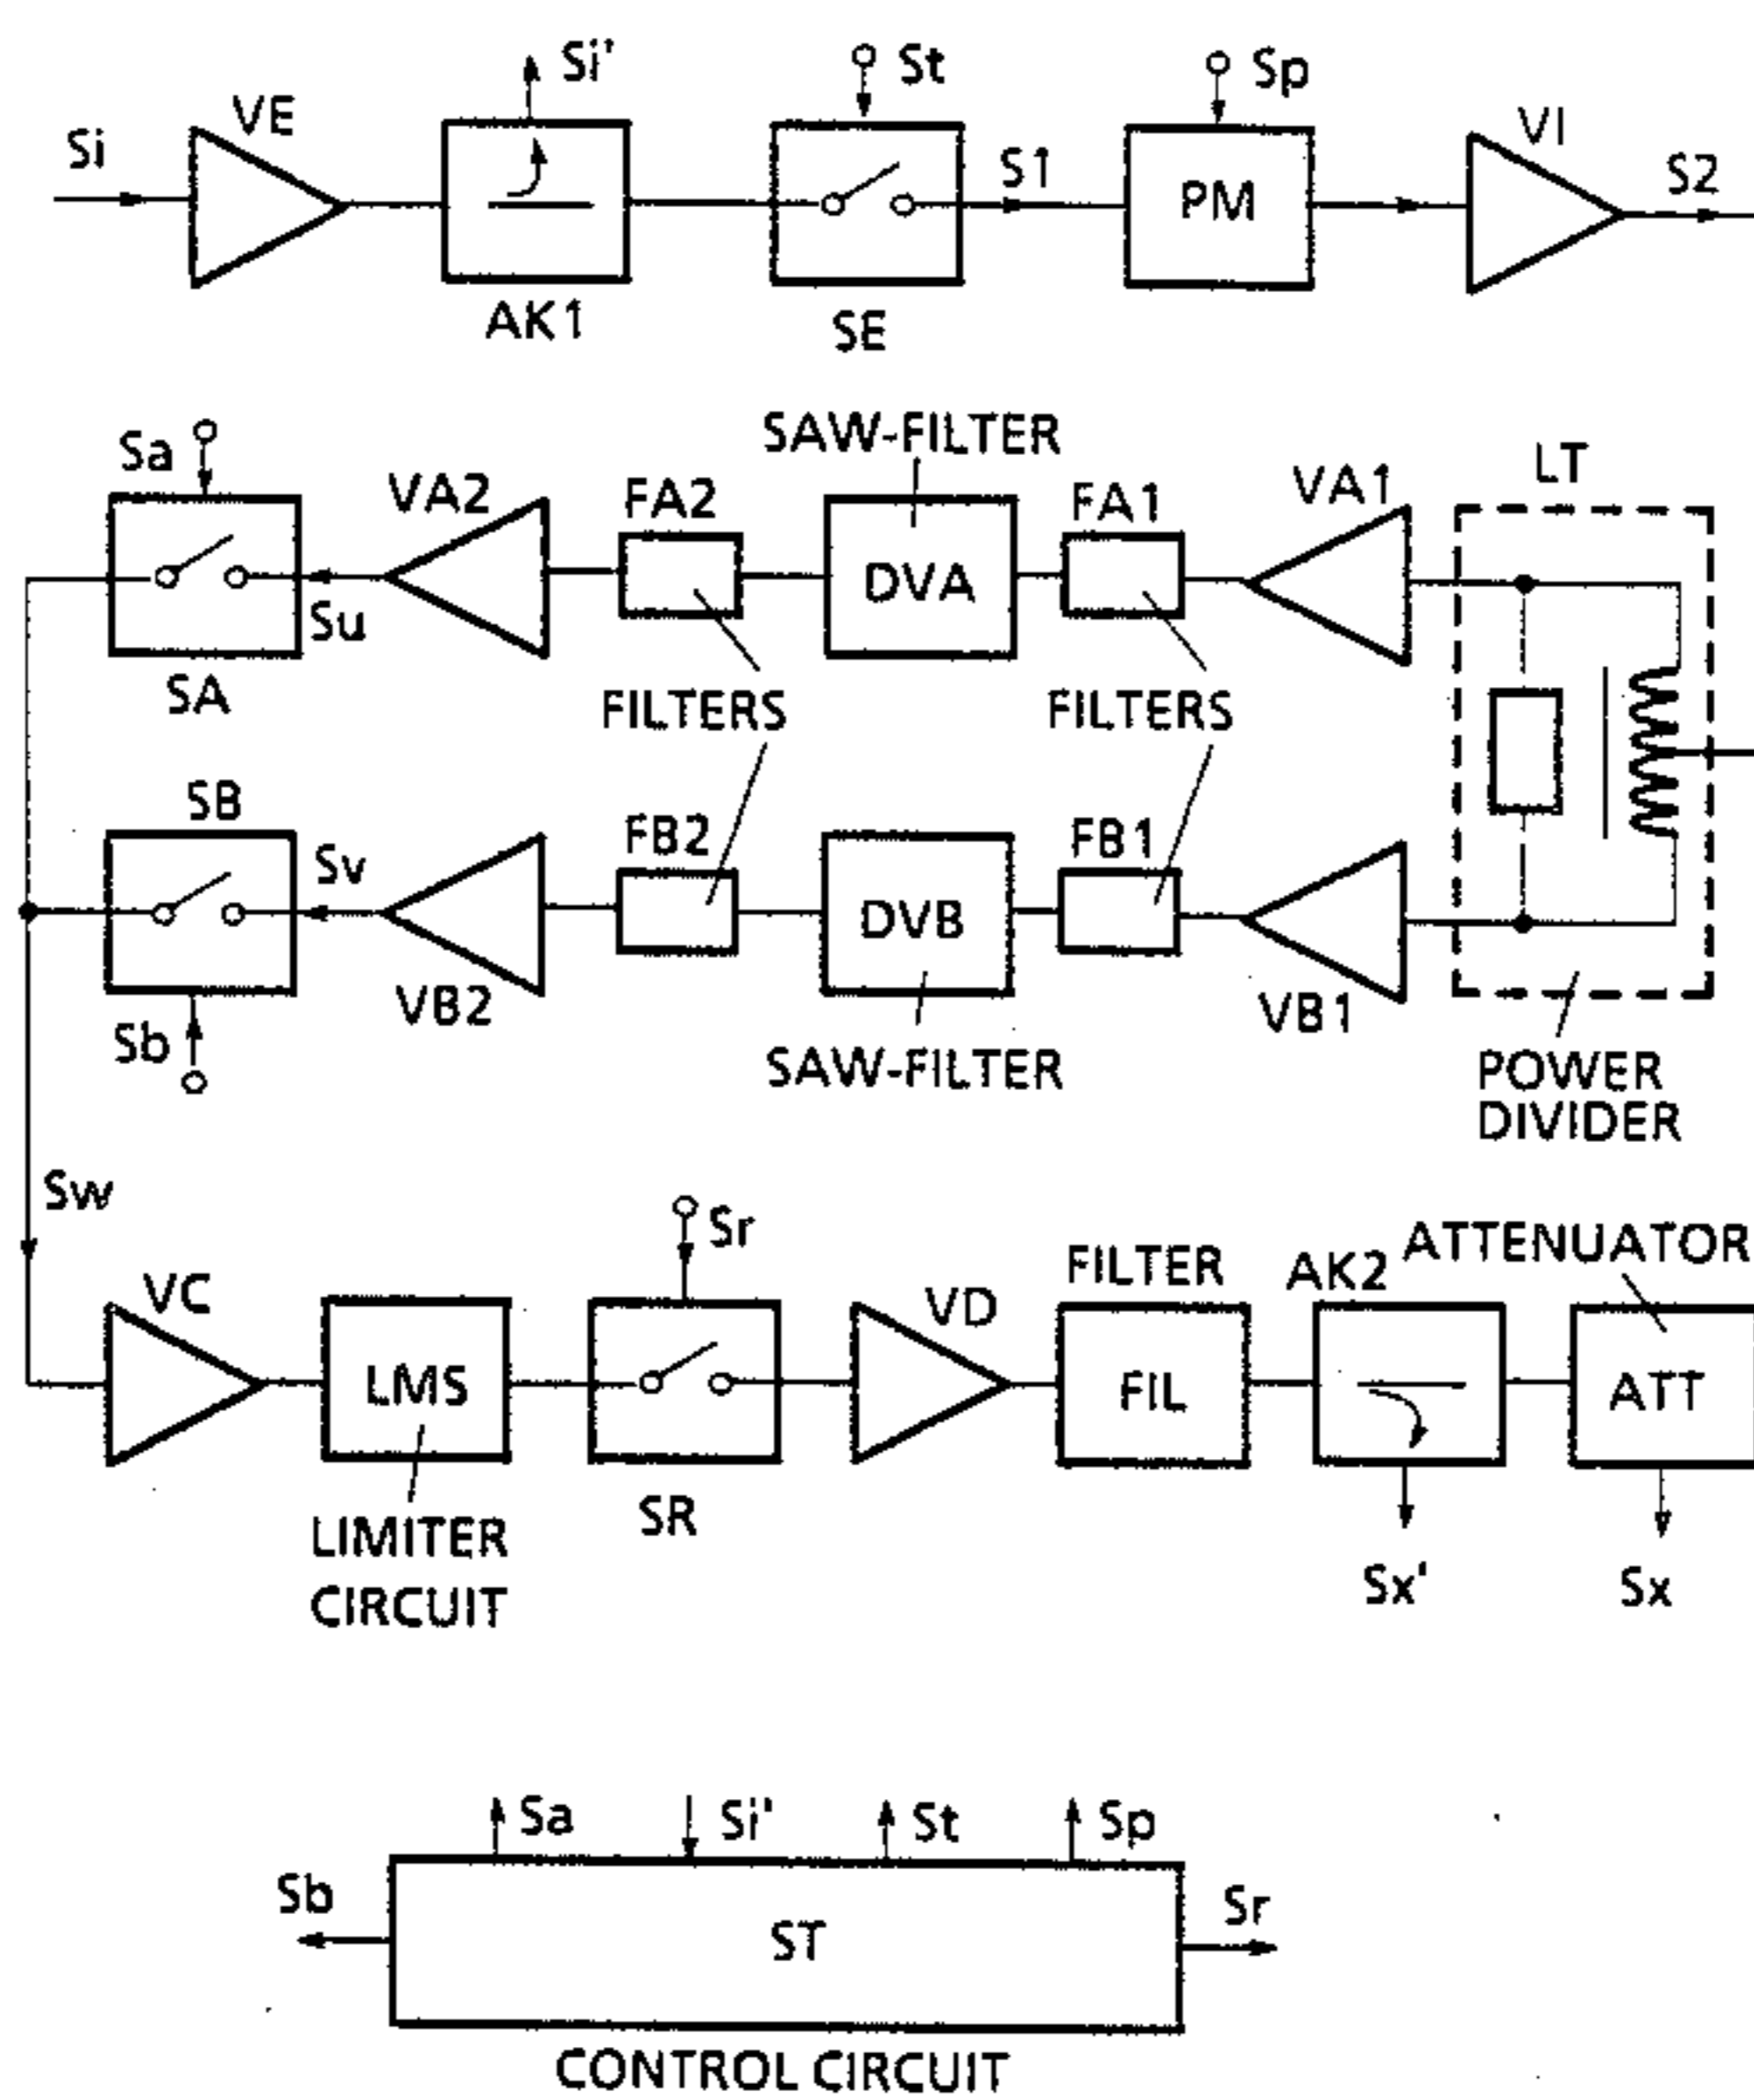 Si
VE
Si'
AK1
St
SE
S1
Sp
PM
VI
S2
Sa
SA
Su
VA2
FA2
SAW-FILTER
DVA
FA1
VA1
LT
FILTERS
FILTERS
SB
Sv
Sb
VB2
FB2
DVB
SAW-FILTER
FB1
VB1
POWER
DIVIDER
Sw
VC
LMS
LIMITER
CIRCUIT
Sr
SR
VD
FILTER
FIL
AK2
Sx'
ATTENUATOR
ATT
Sx
Sa
Si'
St
Sp
Sb
ST
Sr
CONTROL CIRCUIT